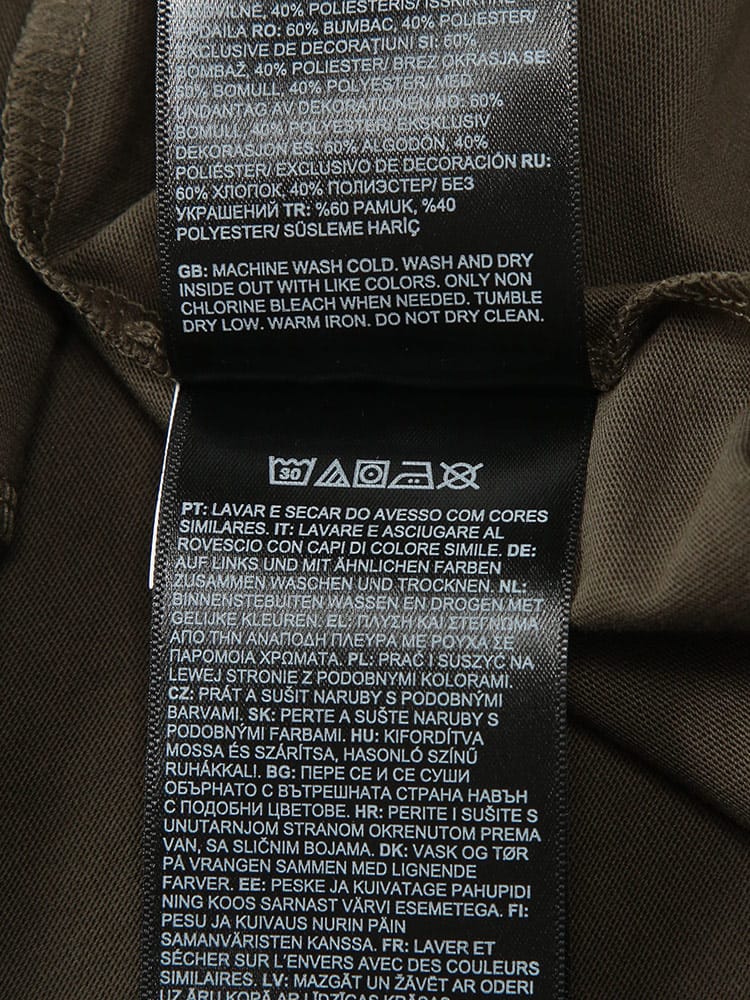 40% POLIESTERIS/
APDAILA RO: 60% BUMBAC, 40% POLIESTER/
EXCLUSIVE DE DECORAȚIUNI SI: 60%
BOMBAŽ, 40% POLIESTER/ BREZ OKRASJA SE:
60% BOMULL, 40% POLYESTER/MED
UNDANTAG AV DEKORATIONEN NO: 60%
BOMULL, 40% POLYESTER/EKSKLUSIV
DEKORASJON ES: 60% ALGODÓN, 40%
POLIÉSTER/ EXCLUSIVO DE DECORACIÓN RU:
60% ХЛОПОК, 40% ПОЛИЭСТЕР/ БЕЗ
УКРАШЕНИЙ TR: %60 PAMUK, %40
POLYESTER/ SÜSLEME HARİÇ
GB: MACHINE WASH COLD. WASH AND DRY
INSIDE OUT WITH LIKE COLORS. ONLY NON
CHLORINE BLEACH WHEN NEEDED. TUMBLE
DRY LOW. WARM IRON. DO NOT DRY CLEAN.
30
PT: LAVAR E SECAR DO AVESSO COM CORES
SIMILARES. IT: LAVARE E ASCIUGARE AL
ROVESCIO CON CAPI DI COLORE SIMILE. DE:
AUF LINKS UND MIT ÄHNLICHEN FARBEN
ZUSAMMEN WASCHEN UND TROCKNEN. NL:
BINNENSTEBUITEN WASSEN EN DROGEN MET
GELIJKE KLEUREN. EL: ΠΛΥΣΗ ΚΑΙ ΣΤΕΓΝΩΜΑ
ΑΠΟ ΤΗΝ ΑΝΑΠΟΔΗ ΠΛΕΥΡΑ ΜΕ ΡΟΥΧΑ ΣΕ
ΠΑΡΟΜΟΙΑ ΧΡΩΜΑΤΑ. PL: PRAĆ I SUSZYĆ NA
LEWEJ STRONIE Z PODOBNYMI KOLORAMI.
CZ: PRÁT A SUŠIT NARUBY S PODOBNÝMI
BARVAMI. SK: PERTE A SUŠTE NARUBY S
PODOBNÝMI FARBAMI. HU: KIFORDÍTVA
MOSSA ÉS SZÁRÍTSA, HASONLÓ SZÍNŰ
RUHÁKKAL! BG: ПЕРЕ СЕ И СЕ СУШИ
ОБЪРНАТО С ВЪТРЕШНАТА СТРАНА НАВЪН
С ПОДОБНИ ЦВЕТОВЕ. HR: PERITE I SUŠITE S
UNUTARNJOM STRANOM OKRENUTOM PREMA
VAN, SA SLIČNIM BOJAMA. DK: VASK OG TØR
PÅ VRANGEN SAMMEN MED LIGNENDE
FARVER. EE: PESKE JA KUIVATAGE PAHUPIDI
NING KOOS SARNAST VÄRVI ESEMETEGA. FI:
PESU JA KUIVAUS NURIN PÄIN
SAMANVÄRISTEN KANSSA. FR: LAVER ET
SÉCHER SUR L'ENVERS AVEC DES COULEURS
SIMILAIRES. LV: MAZGĀT UN ŽĀVĒT AR ODERI
UZ ĀRU KOPĀ AR LĪDZĪGAS KRĀSAS